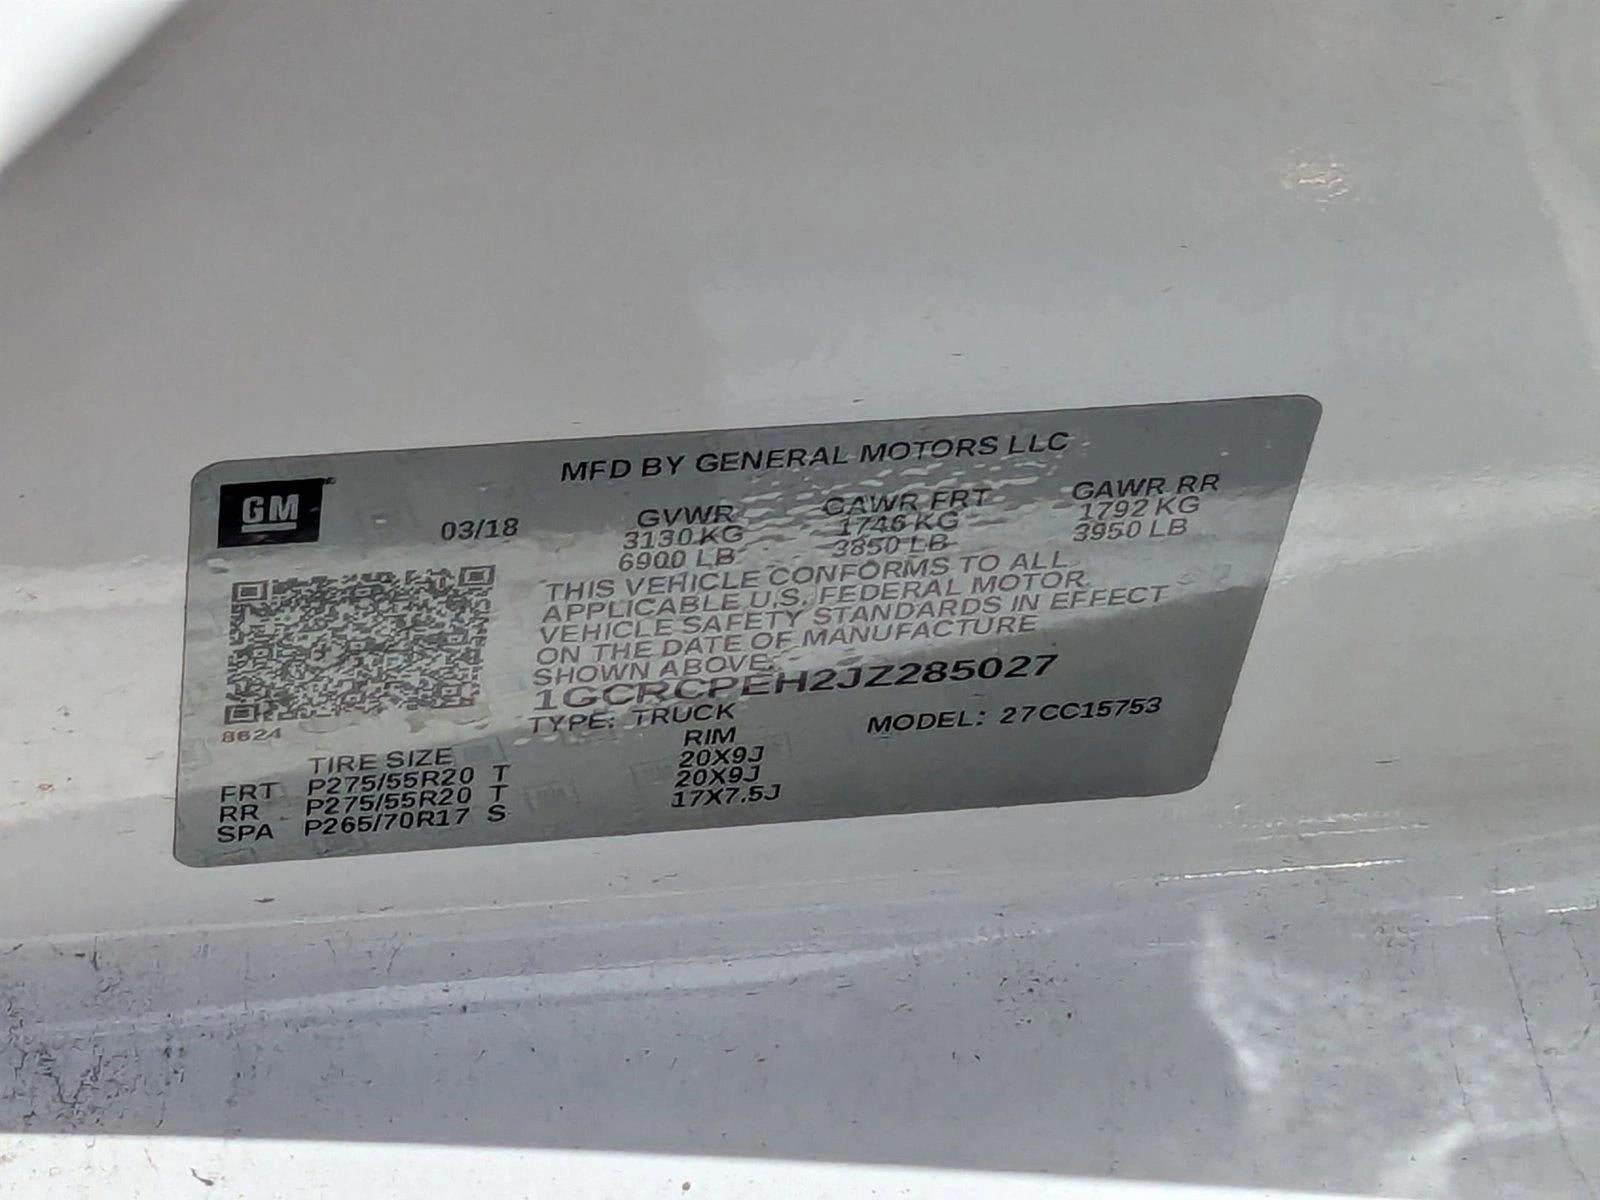 MFD BY GENERAL MOTORS LLC
GM
03/18 GVWR GAWR FRT GAWR RR
3130 KG 1746 KG 1792 KG
6900 LB 3850 LB 3950 LB
THIS VEHICLE CONFORMS TO ALL
APPLICABLE U.S. FEDERAL MOTOR
VEHICLE SAFETY STANDARDS IN EFFECT
ON THE DATE OF MANUFACTURE
SHOWN ABOVE.
1GCRCPEH2JZ285027
8624
TYPE: TRUCK MODEL: 27CC15753
TIRE SIZE RIM
FRT P275/55R20 T 20X9J
RR P275/55R20 T 20X9J
SPA P265/70R17 S 17X7.5J